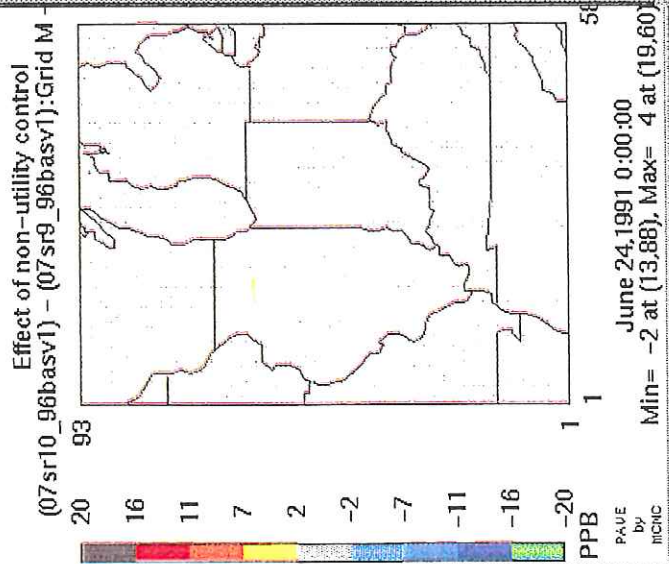 Effect of non-utility control
(07sr10_96basv1) - (07sr9_96basv1):Grid M
20
16
11
7
2
-2
-7
-11
-16
-20
PPB
PAVE
by
MCNC
93
1
1
58
June 24,1991 0:00:00
Min= -2 at (13,88), Max= 4 at (19,60)